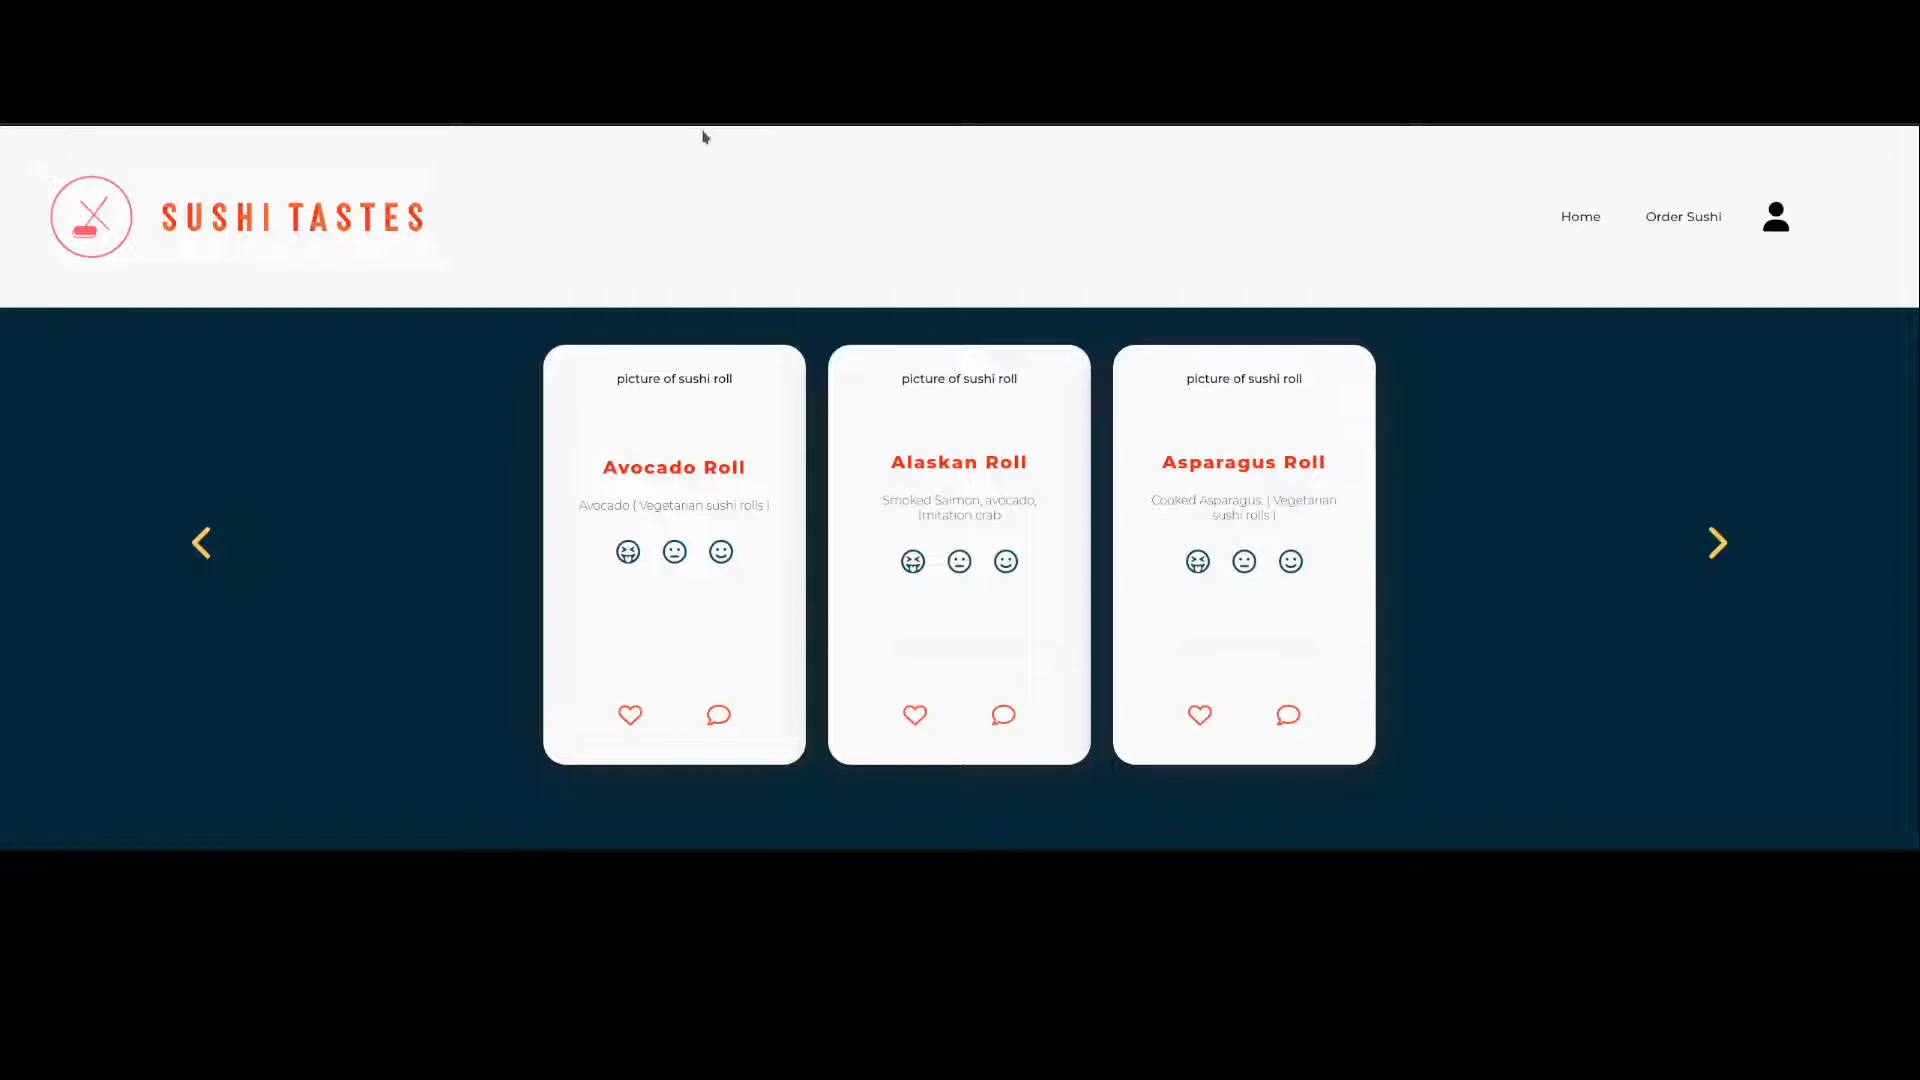 SUSHI TASTES
Home
Order Sushi
picture of sushi roll
Avocado Roll
Avocado ( Vegetarian sushi rolls )
picture of sushi roll
Alaskan Roll
Smoked Salmon, avocado,
Imitation crab
picture of sushi roll
Asparagus Roll
Cooked Asparagus. ( Vegetarian
sushi rolls )